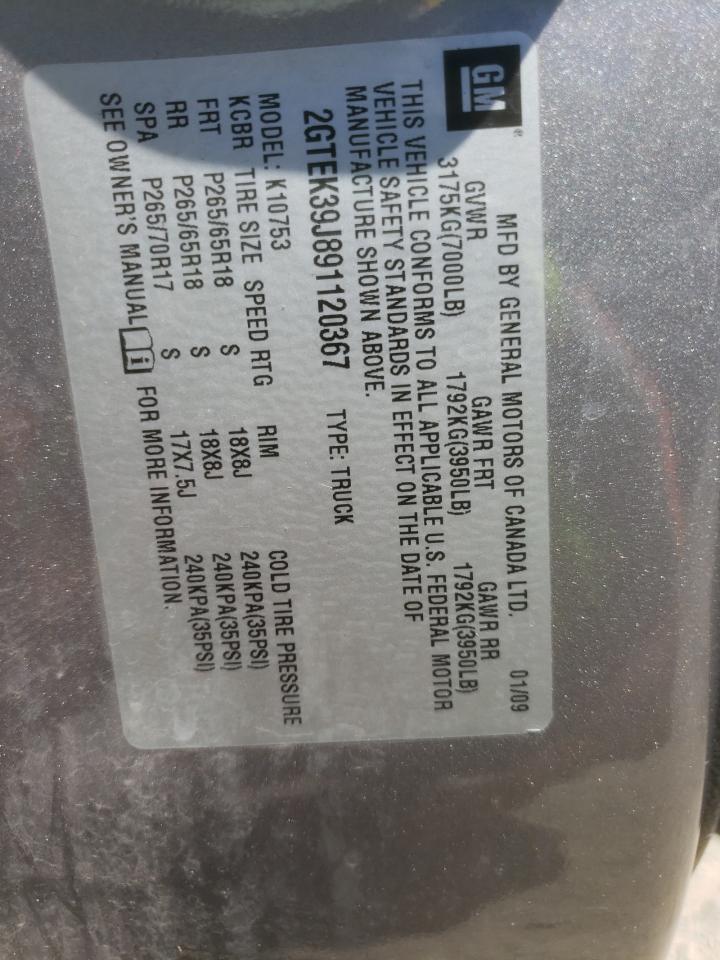 GM ®
MFD BY GENERAL MOTORS OF CANADA LTD. 01/09
GVWR GAWR FRT GAWR RR
3175KG(7000LB) 1792KG(3950LB) 1792KG(3950LB)
THIS VEHICLE CONFORMS TO ALL APPLICABLE U.S. FEDERAL MOTOR
VEHICLE SAFETY STANDARDS IN EFFECT ON THE DATE OF
MANUFACTURE SHOWN ABOVE.
2GTEK39J891120367 TYPE: TRUCK
MODEL: K10753
KCBR TIRE SIZE SPEED RTG RIM COLD TIRE PRESSURE
FRT P265/65R18 S 18X8J 240KPA(35PSI)
RR P265/65R18 S 18X8J 240KPA(35PSI)
SPA P265/70R17 S 17X7.5J 240KPA(35PSI)
SEE OWNER'S MANUAL i FOR MORE INFORMATION.